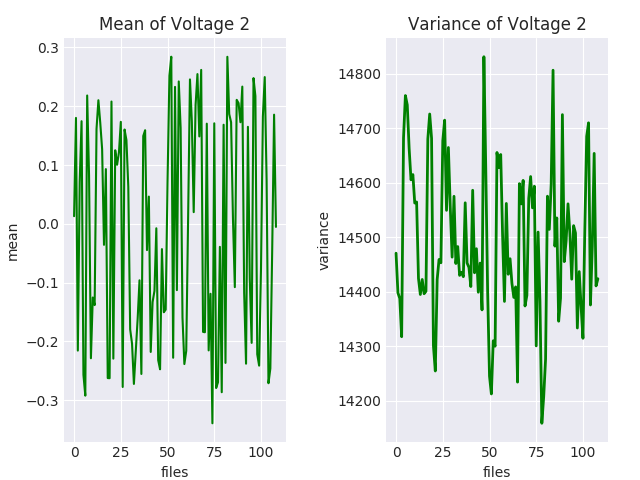 Mean of Voltage 2
0.3
0.2
0.1
0.0
−0.1
−0.2
−0.3
mean
0 25 50 75 100
files
Variance of Voltage 2
14800
14700
14600
14500
14400
14300
14200
variance
0 25 50 75 100
files